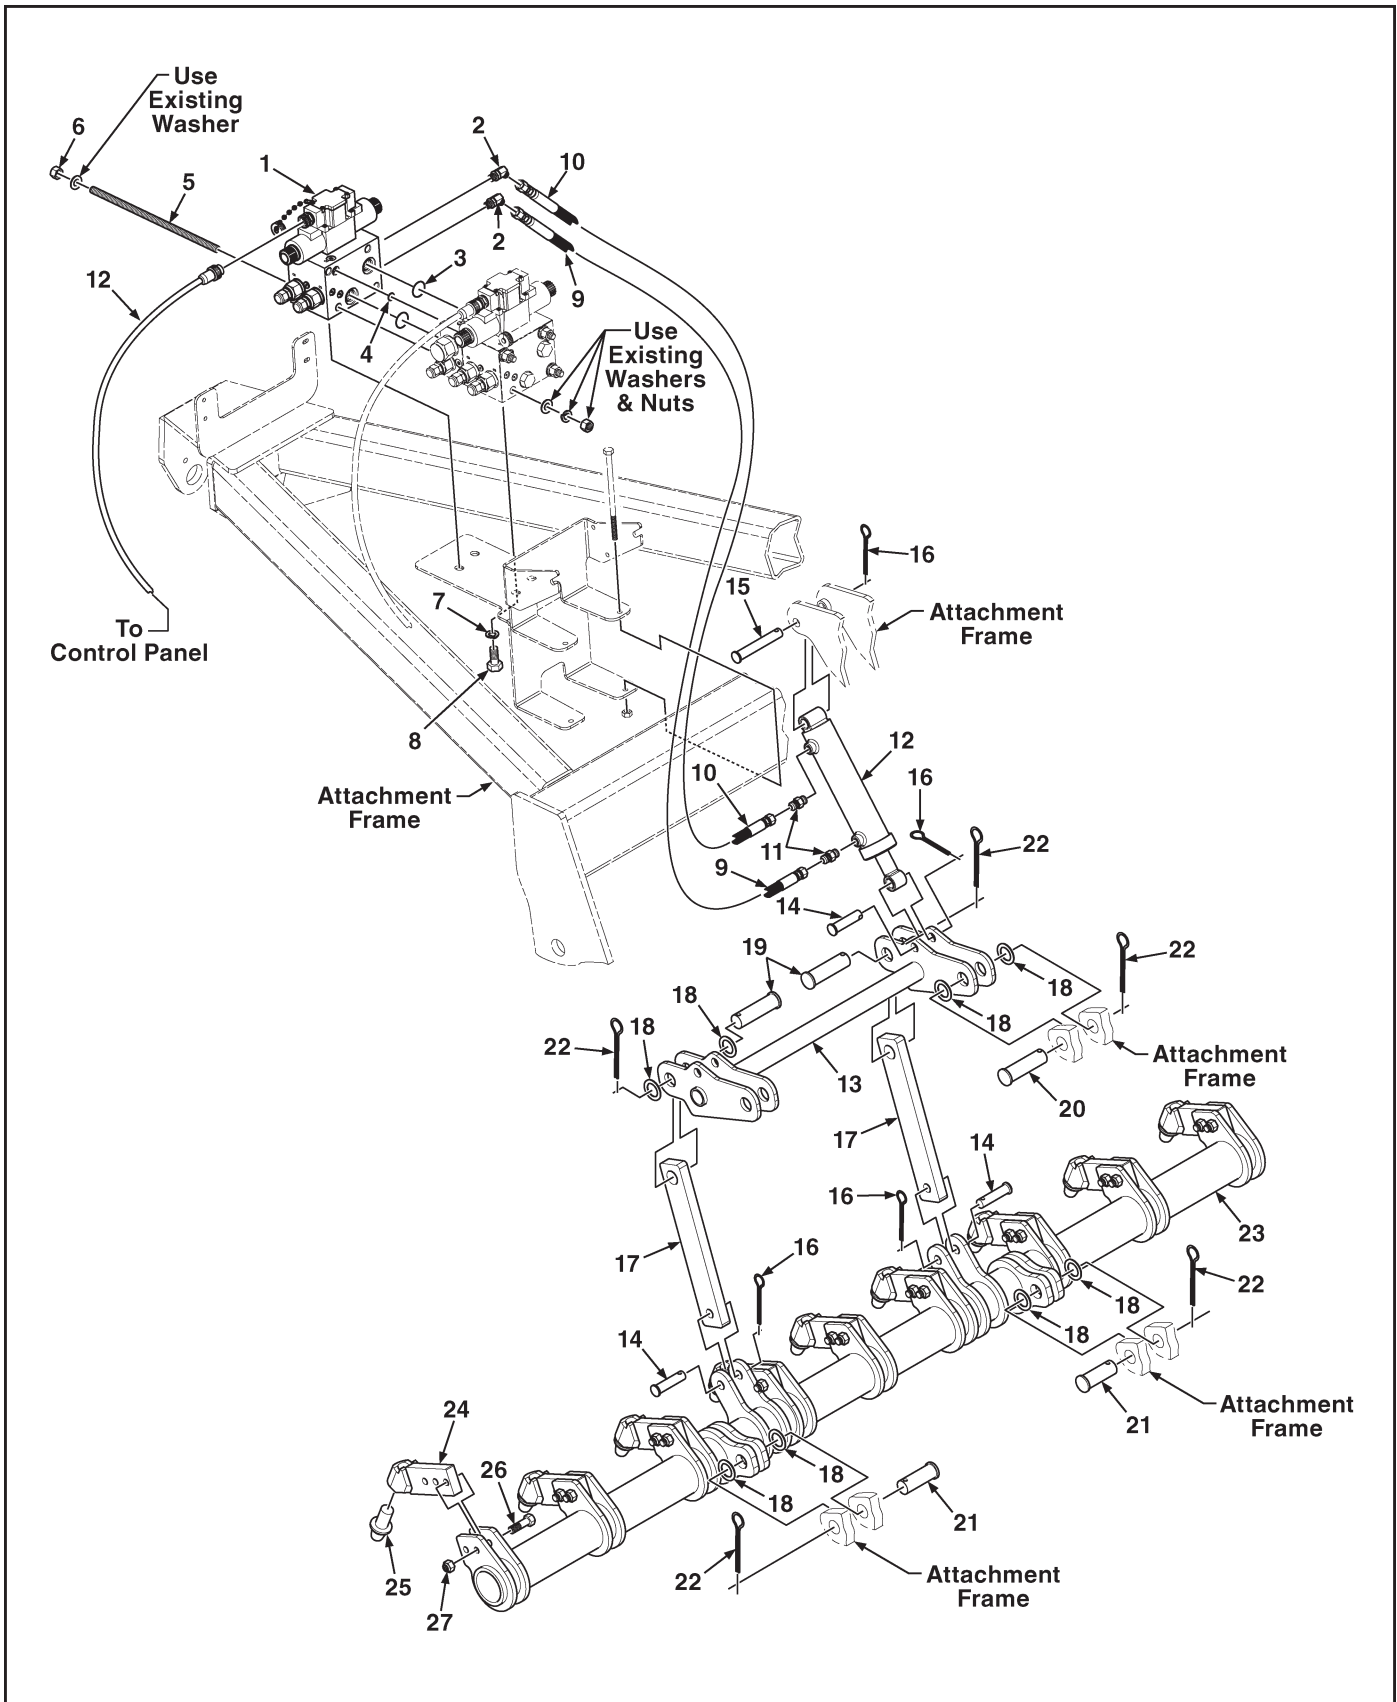 Use
Existing
Washer
6
1
5
2
10
2
9
3
12
4
Use
Existing
Washers
& Nuts
To
Control Panel
7
8
16
15
Attachment
Frame
Attachment
Frame
12
10
16
11
22
9
14
19
22
18
18
18
18
22
13
Attachment
Frame
20
17
14
16
23
17
16
22
18
18
14
21
Attachment
Frame
24
26
18
18
21
25
22
27
Attachment
Frame